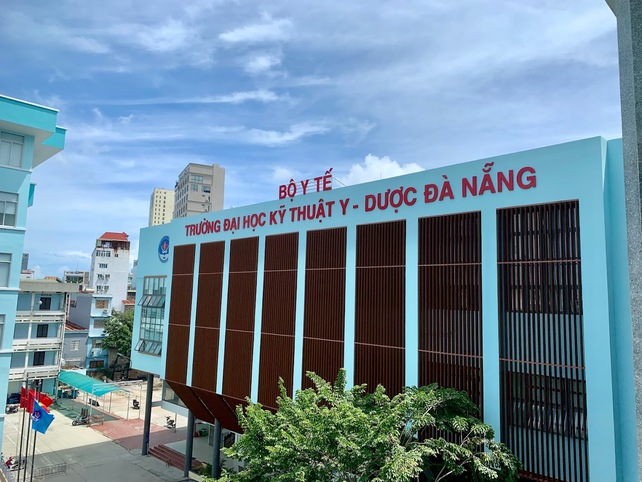 BỘ Y TẾ
TRƯỜNG ĐẠI HỌC KỸ THUẬT Y - DƯỢC ĐÀ NẴNG